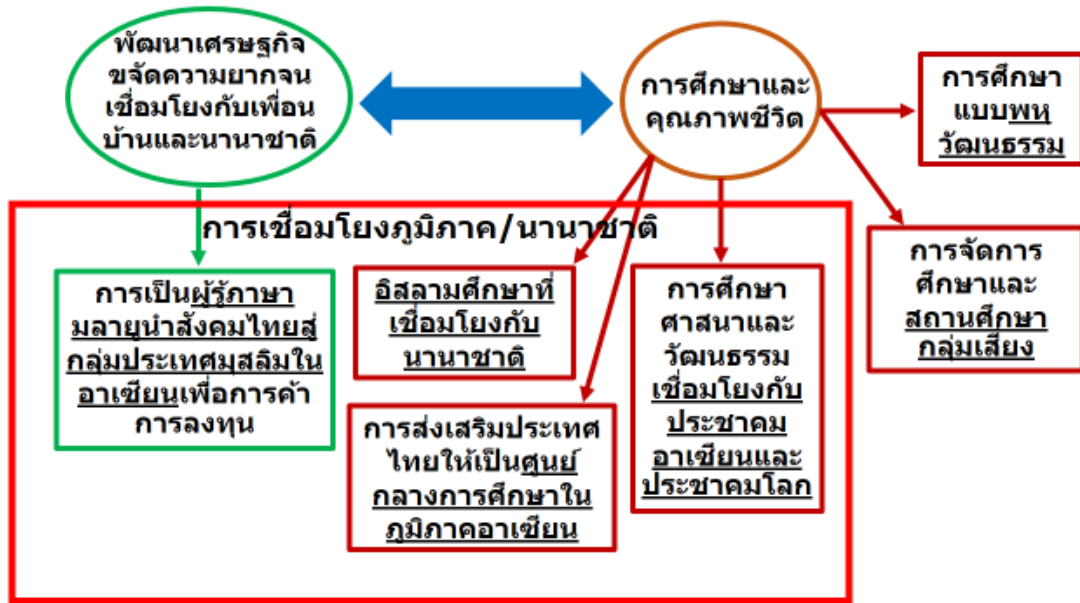 พัฒนาเศรษฐกิจ
ขจัดความยากจน
เชื่อมโยงกับเพื่อน
บ้านและนานาชาติ
การศึกษาและ
คุณภาพชีวิต
การศึกษา
แบบพหุ
วัฒนธรรม
การเชื่อมโยงภูมิภาค/นานาชาติ
การเป็นผู้รู้ภาษา
มลายูนำสังคมไทยสู่
กลุ่มประเทศมุสลิมใน
อาเซียนเพื่อการค้า
การลงทุน
อิสลามศึกษาที่
เชื่อมโยงกับ
นานาชาติ
การส่งเสริมประเทศ
ไทยให้เป็นศูนย์
กลางการศึกษาใน
ภูมิภาคอาเซียน
การศึกษา
ศาสนาและ
วัฒนธรรม
เชื่อมโยงกับ
ประชาคม
อาเซียนและ
ประชาคมโลก
การจัดการ
ศึกษาและ
สถานศึกษา
กลุ่มเสี่ยง